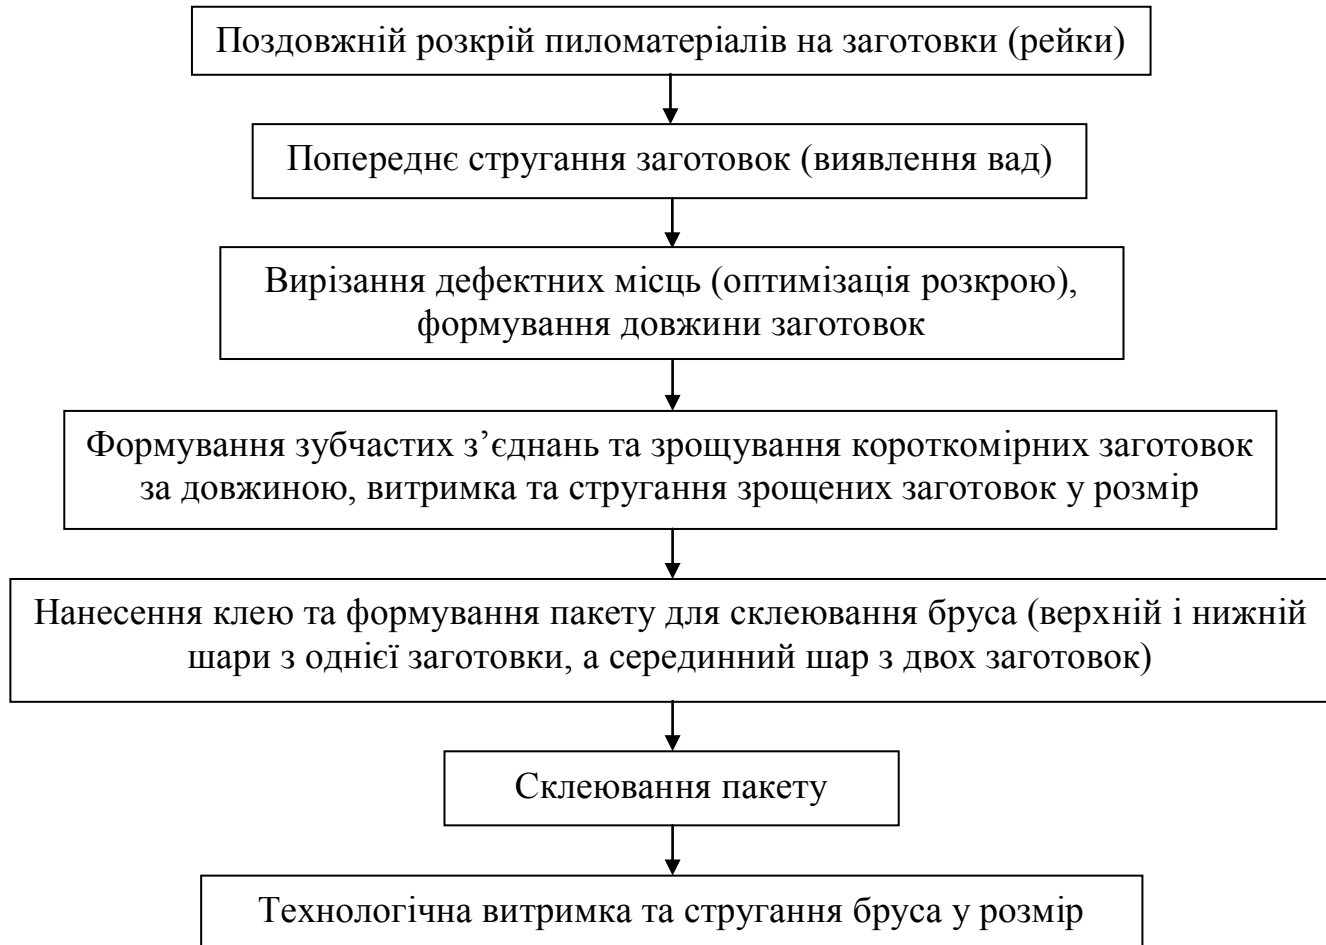 Поздовжній розкрій пиломатеріалів на заготовки (рейки)
Попереднє стругання заготовок (виявлення вад)
Вирізання дефектних місць (оптимізація розкрою),
формування довжини заготовок
Формування зубчастих з’єднань та зрощування короткомірних заготовок
за довжиною, витримка та стругання зрощених заготовок у розмір
Нанесення клею та формування пакету для склеювання бруса (верхній і нижній
шари з однієї заготовки, а серединний шар з двох заготовок)
Склеювання пакету
Технологічна витримка та стругання бруса у розмір